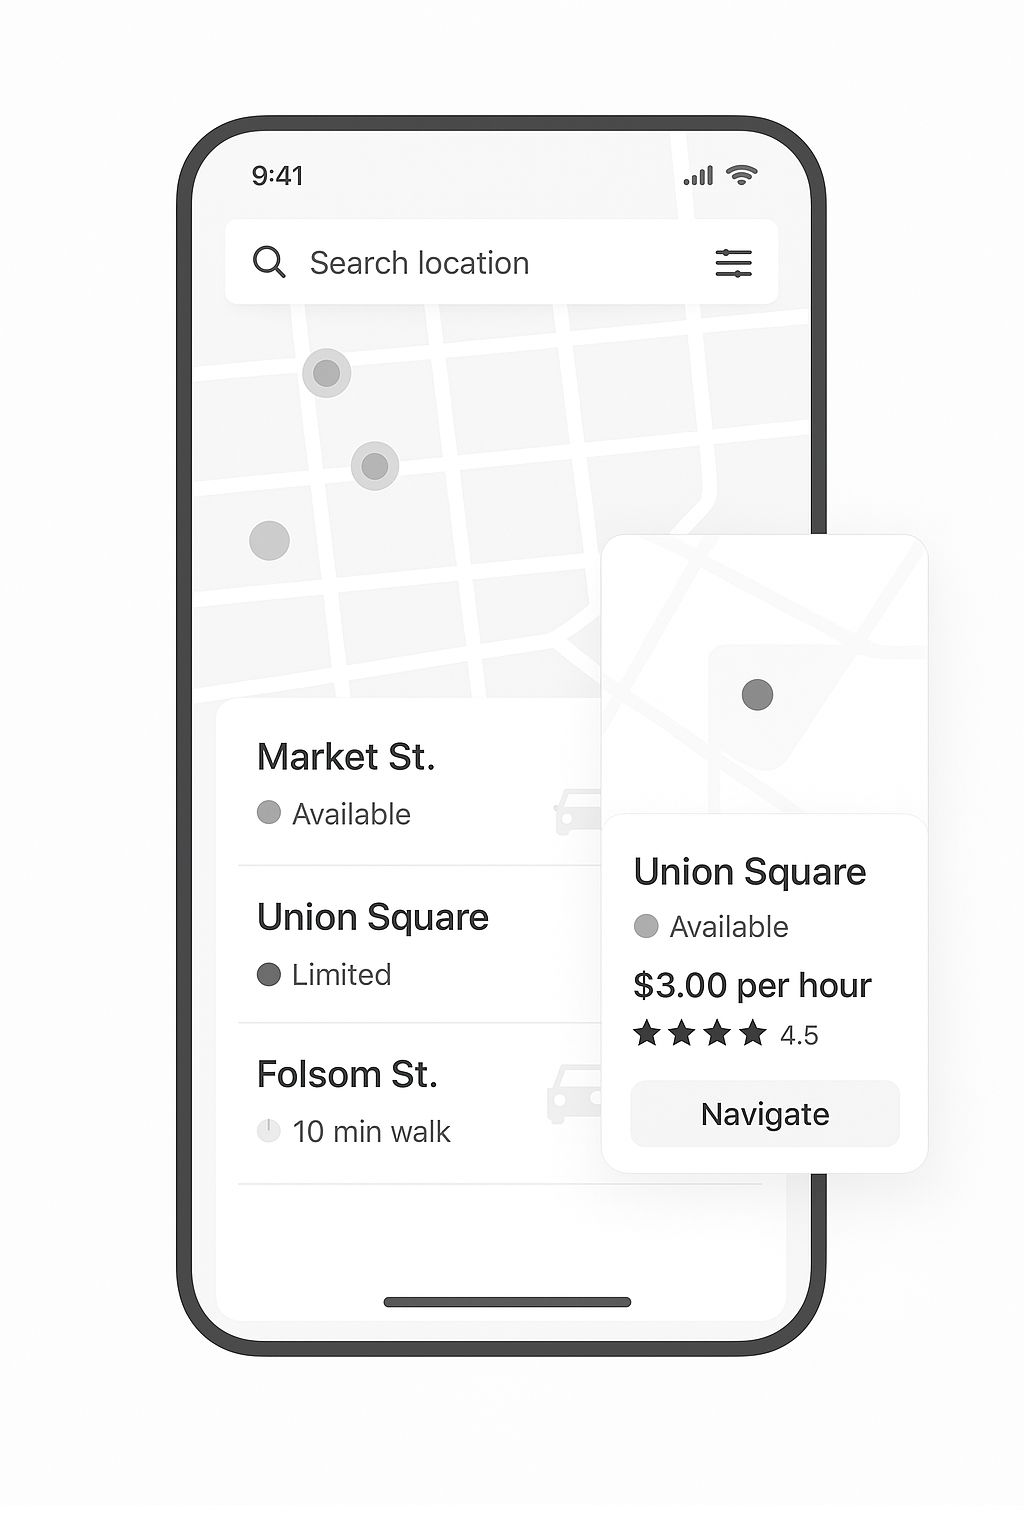 9:41
Search location
Market St.
Available
Union Square
Limited
Folsom St.
10 min walk
Union Square
Available
$3.00 per hour
4.5
Navigate